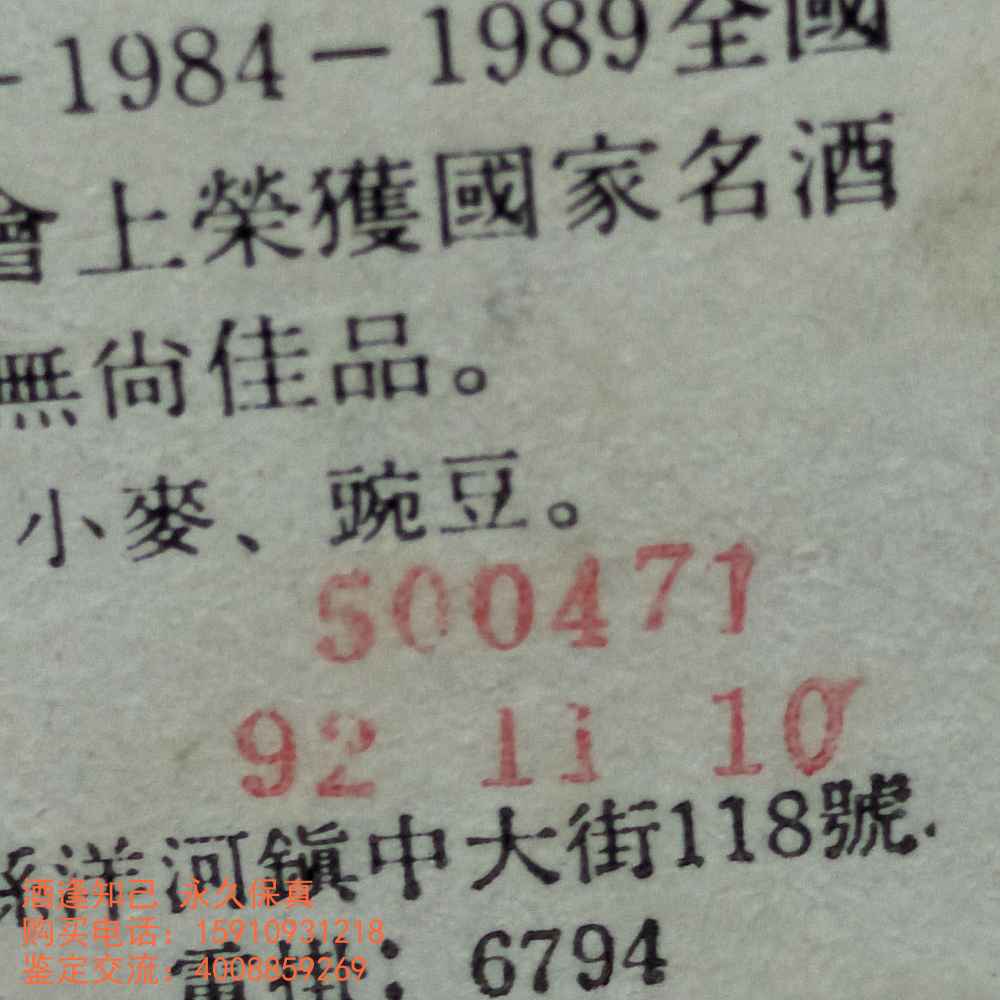 -1984-1989全國
會上榮獲國家名酒
無尚佳品。
小麥、豌豆。
500471
92 11 10
洋河鎮中大街118號.
電掛：6794
酒逢知己 永久保真
购买电话：15910931218
鉴定交流：4008859269